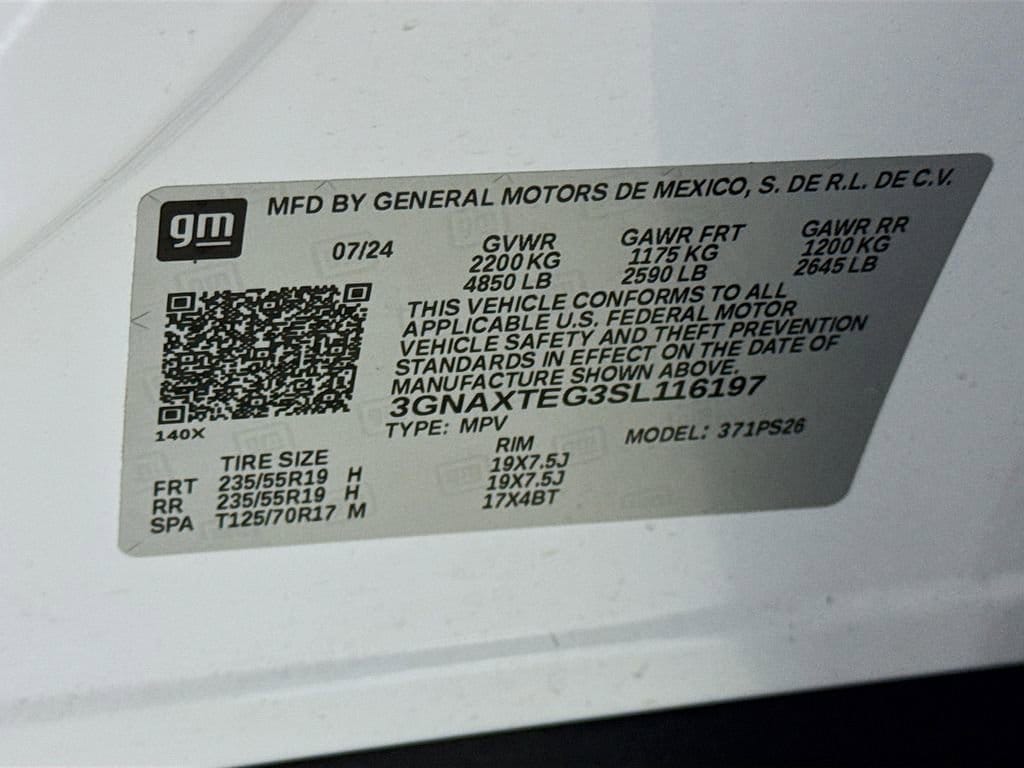 gm
MFD BY GENERAL MOTORS DE MEXICO, S. DE R.L. DE C.V.
07/24
GVWR
2200 KG
4850 LB
GAWR FRT
1175 KG
2590 LB
GAWR RR
1200 KG
2645 LB
THIS VEHICLE CONFORMS TO ALL
APPLICABLE U.S. FEDERAL MOTOR
VEHICLE SAFETY AND THEFT PREVENTION
STANDARDS IN EFFECT ON THE DATE OF
MANUFACTURE SHOWN ABOVE.
3GNAXTEG3SL116197
140X
TYPE: MPV
MODEL: 371PS26
TIRE SIZE
RIM
FRT 235/55R19 H 19X7.5J
RR 235/55R19 H 19X7.5J
SPA T125/70R17 M 17X4BT